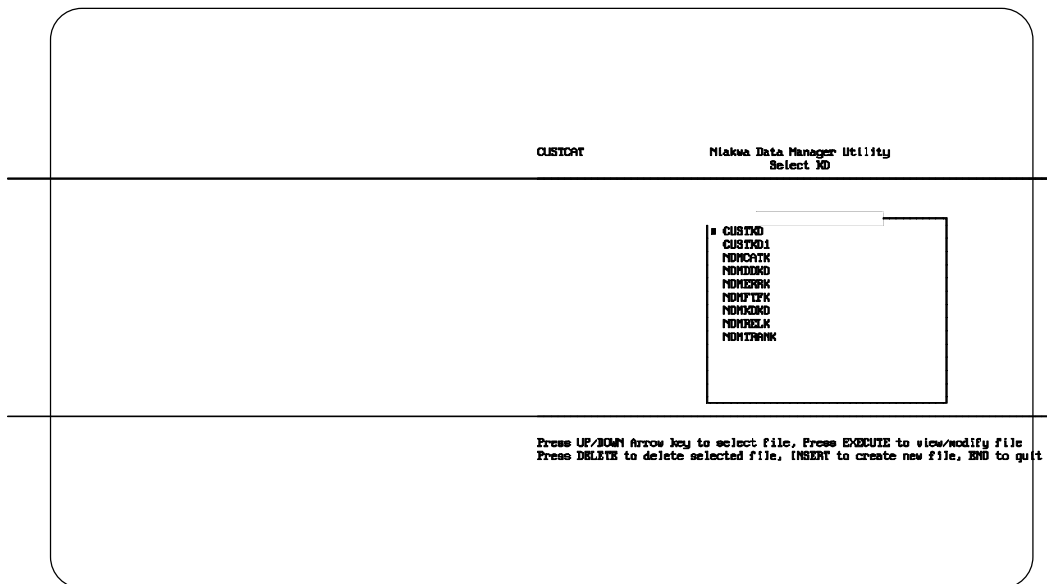 CUSTCAT Niakwa Data Manager Utility
Select KD
CUSTKD
CUSTKD1
NDMCATK
NDMDDKD
NDMERRK
NDMFTFK
NDMKDKD
NDMRELK
NDMTRANK
Press UP/DOWN Arrow key to select file, Press EXECUTE to view/modify file
Press DELETE to delete selected file, INSERT to create new file, END to quit